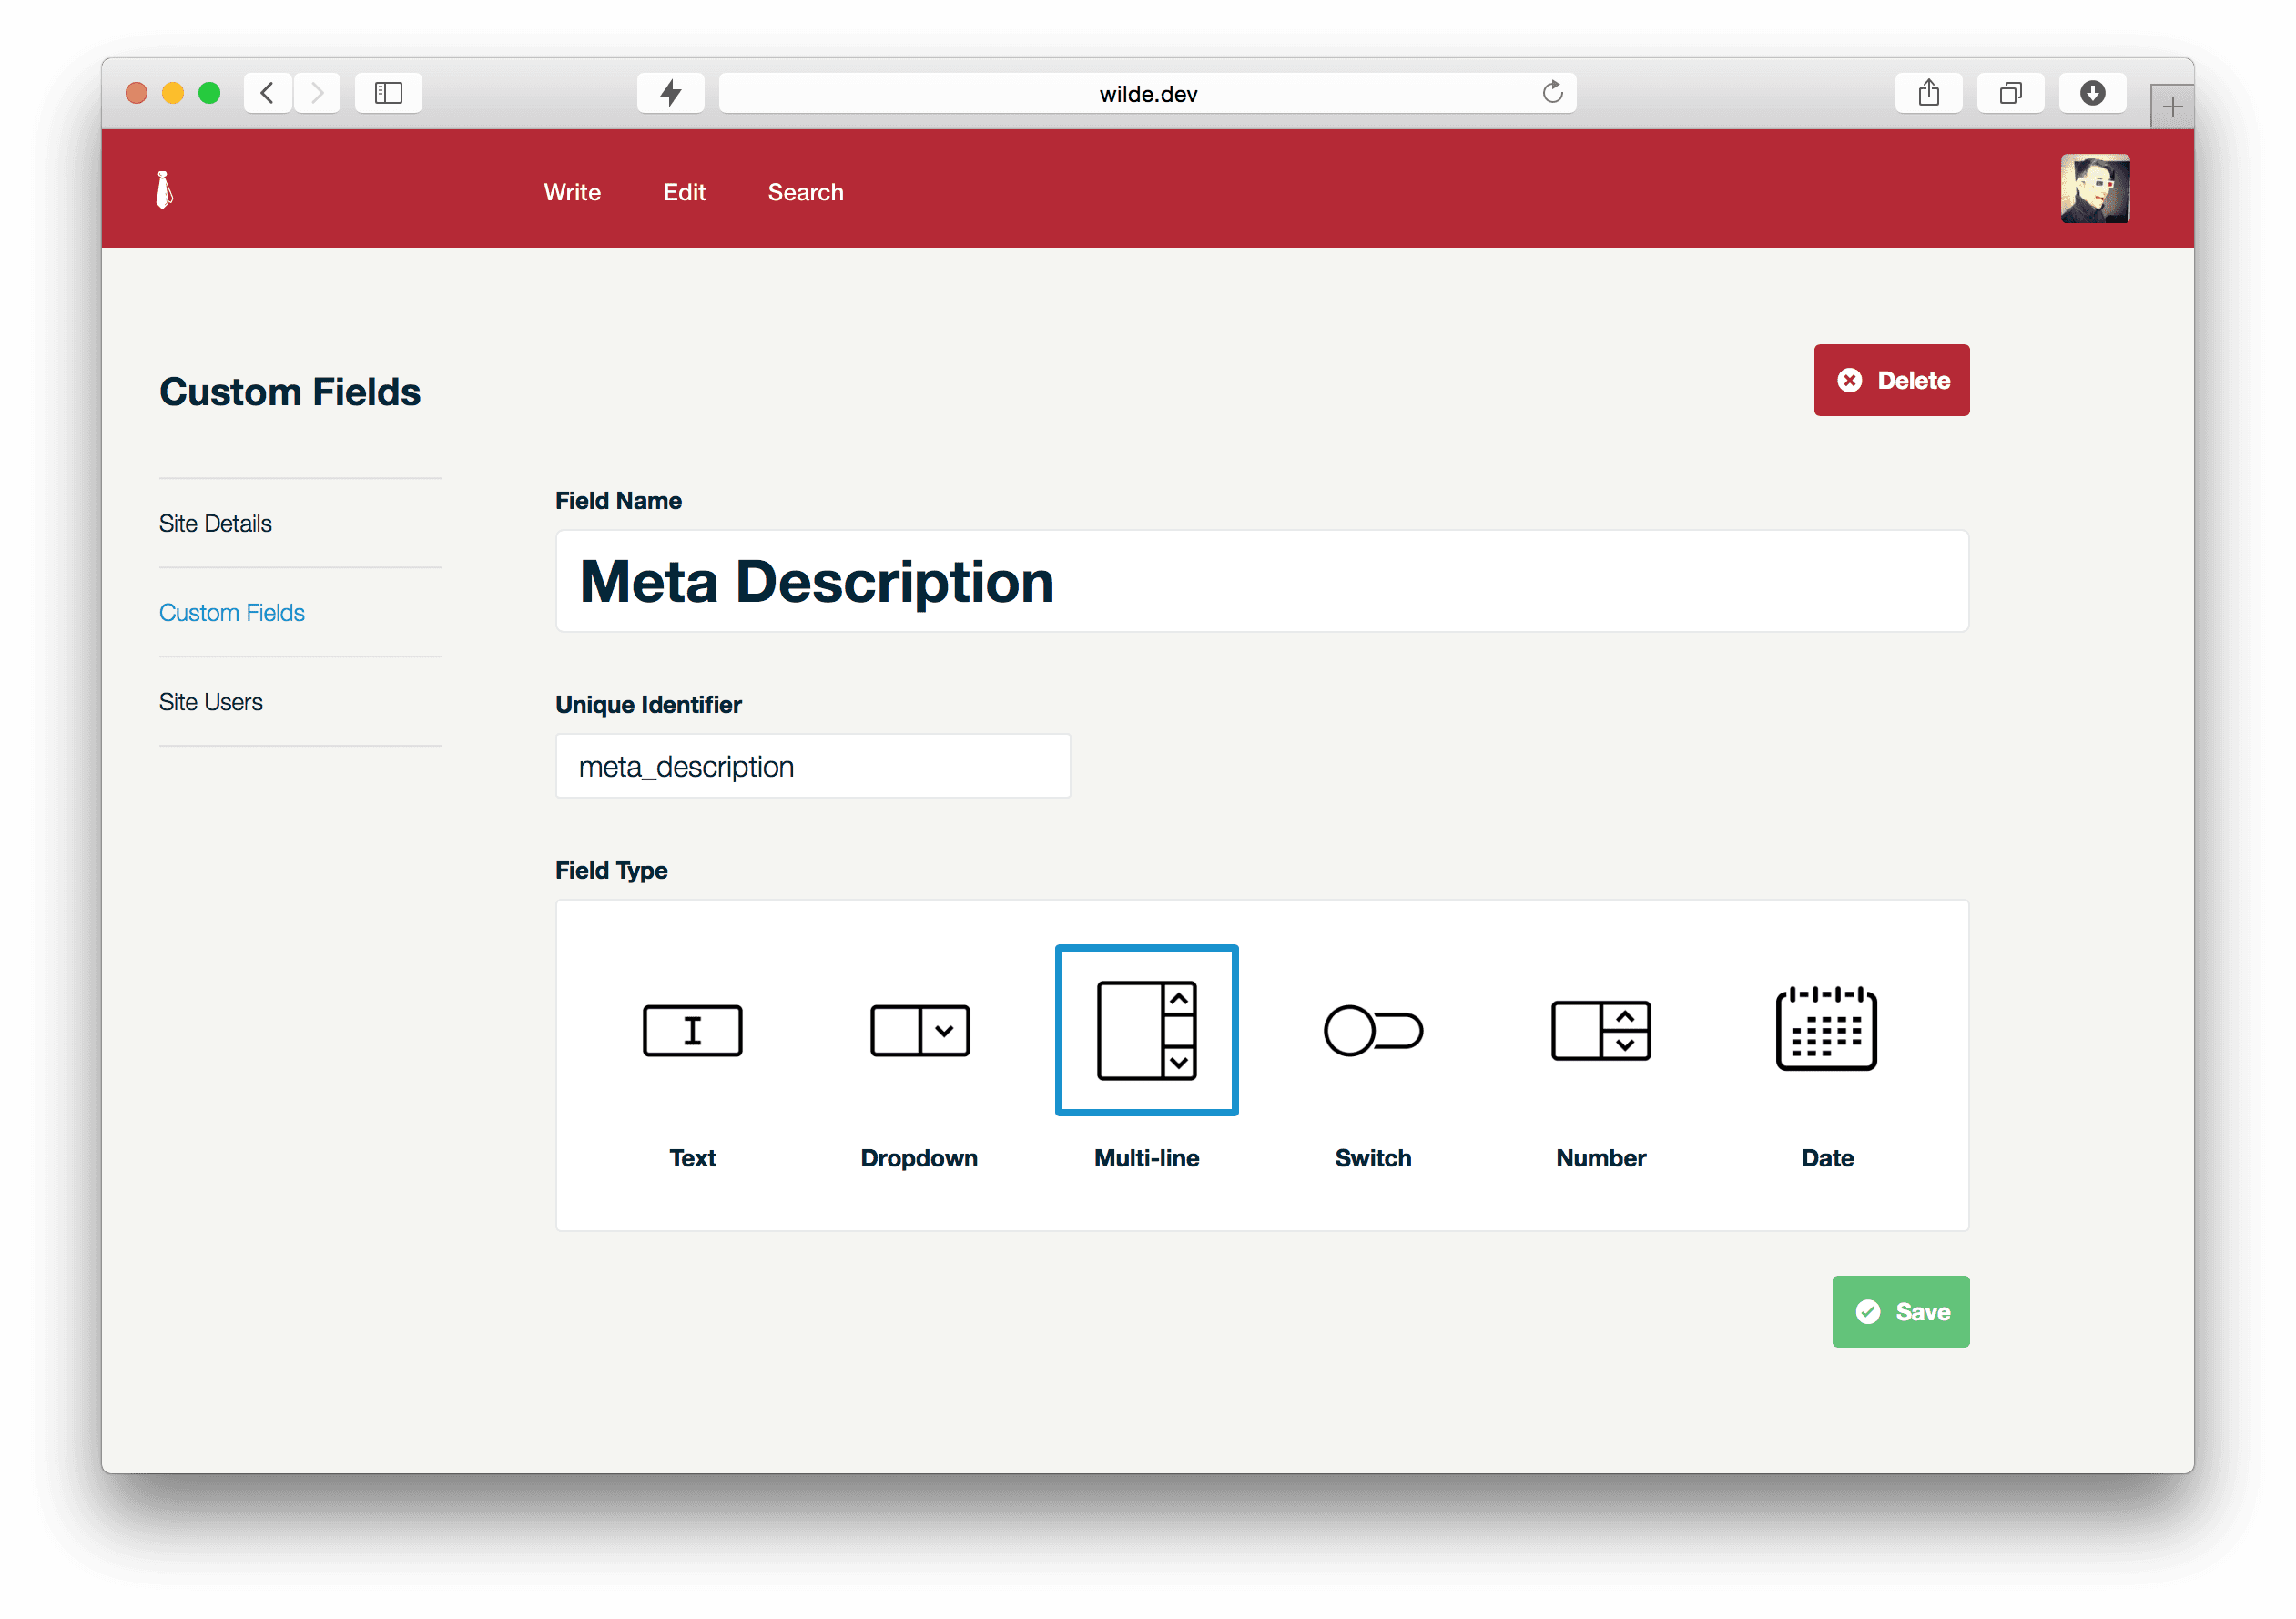 wilde.dev
Write Edit Search
Custom Fields
Delete
Site Details
Custom Fields
Site Users
Field Name
Meta Description
Unique Identifier
meta_description
Field Type
Text Dropdown Multi-line Switch Number Date
Save